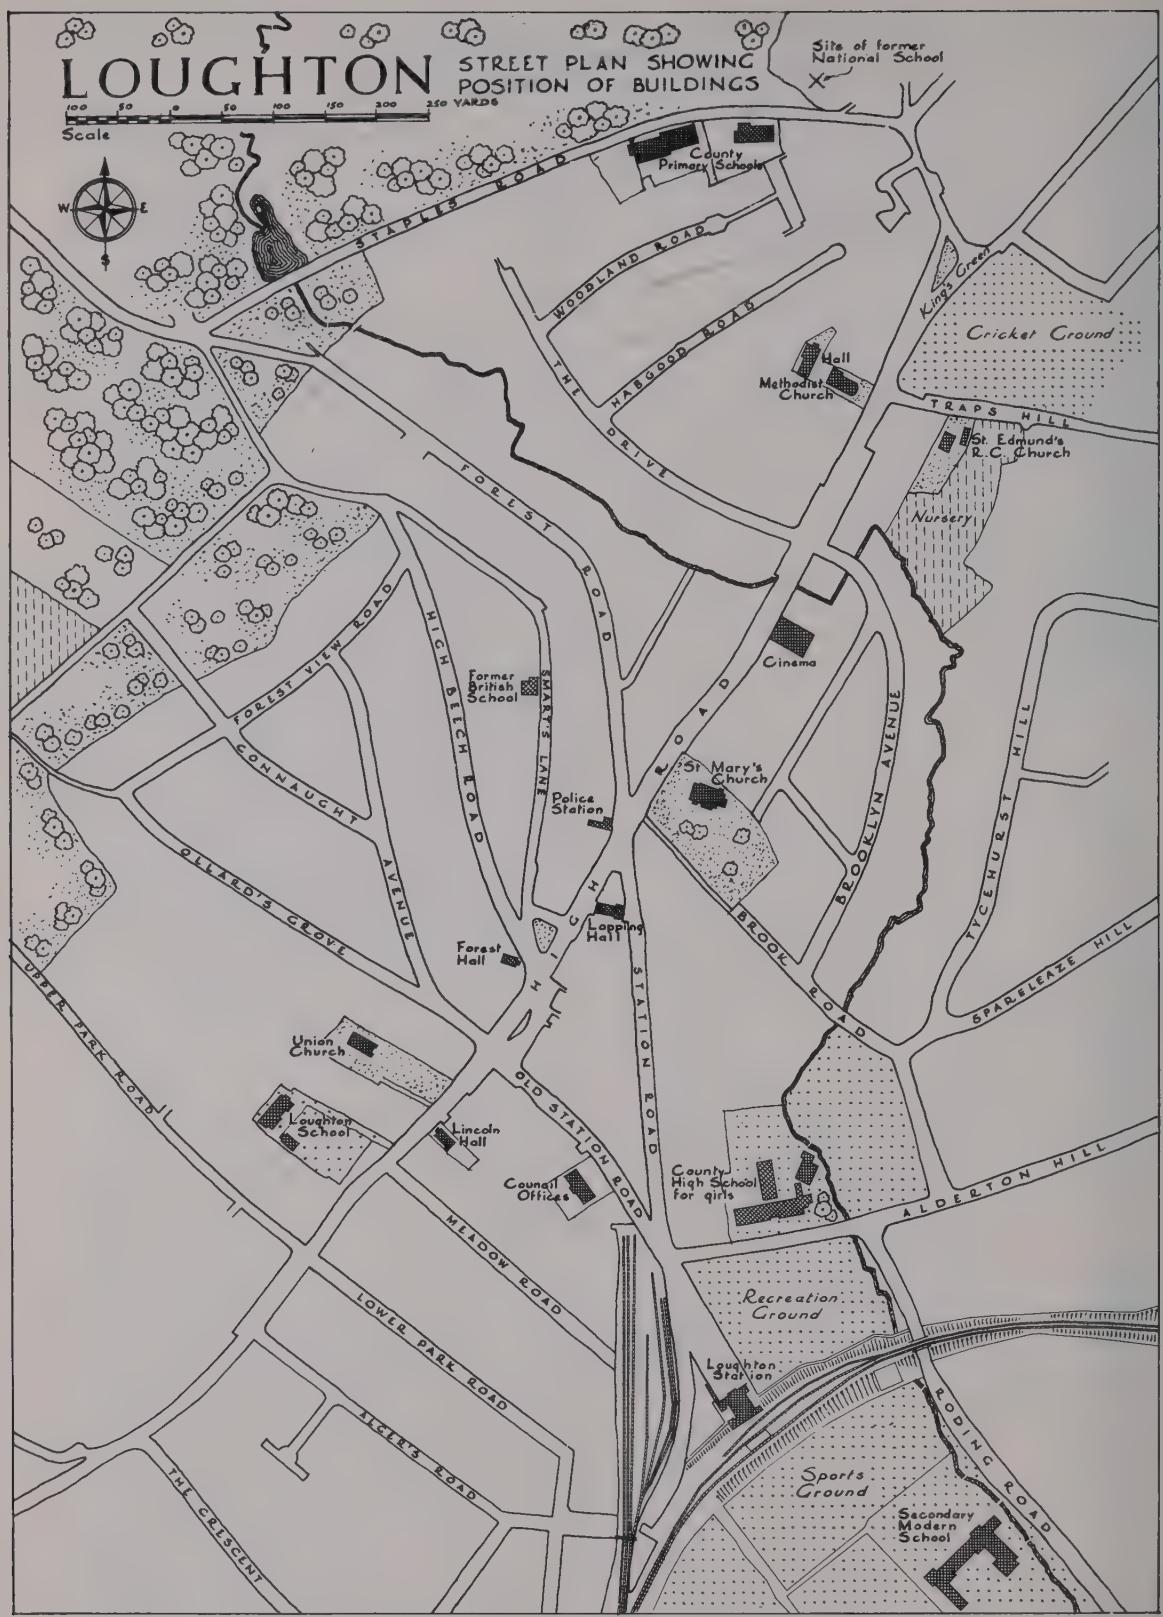 LOUGHTON
STREET PLAN SHOWING
POSITION OF BUILDINGS
100 50 0 50 100 150 200 250 YARDS
Scale
W E
S
Site of former
National School
X
County
Primary Schools
STAPLES ROAD
WOODLAND ROAD
HABGOOD ROAD
THE DRIVE
King's Green
Cricket Ground
Hall
Methodist
Church
TRAPS HILL
St. Edmund's
R.C. Church
Nursery
FOREST ROAD
HIGH BEECH ROAD
FOREST VIEW ROAD
Former
British
School
SMARY'S LANE
Cinema
CONNAUGHT AVENUE
HIGH ROAD
St Mary's
Church
Police
Station
BROOKLYN AVENUE
TYCEHURST HILL
OLLARD'S GROVE
Lopping
Hall
BROOK ROAD
Forest
Hall
SPARELEAZE HILL
UPPER PARK ROAD
STATION ROAD
Union
Church
OLD STATION ROAD
Loughton
School
Lincoln
Hall
Council
Offices
County
High School
for girls
ALDERTON HILL
MEADOW ROAD
Recreation
Ground
LOWER PARK ROAD
Loughton
Station
ALGER'S ROAD
RODING ROAD
THE CRESCENT
Sports
Ground
Secondary
Modern
School